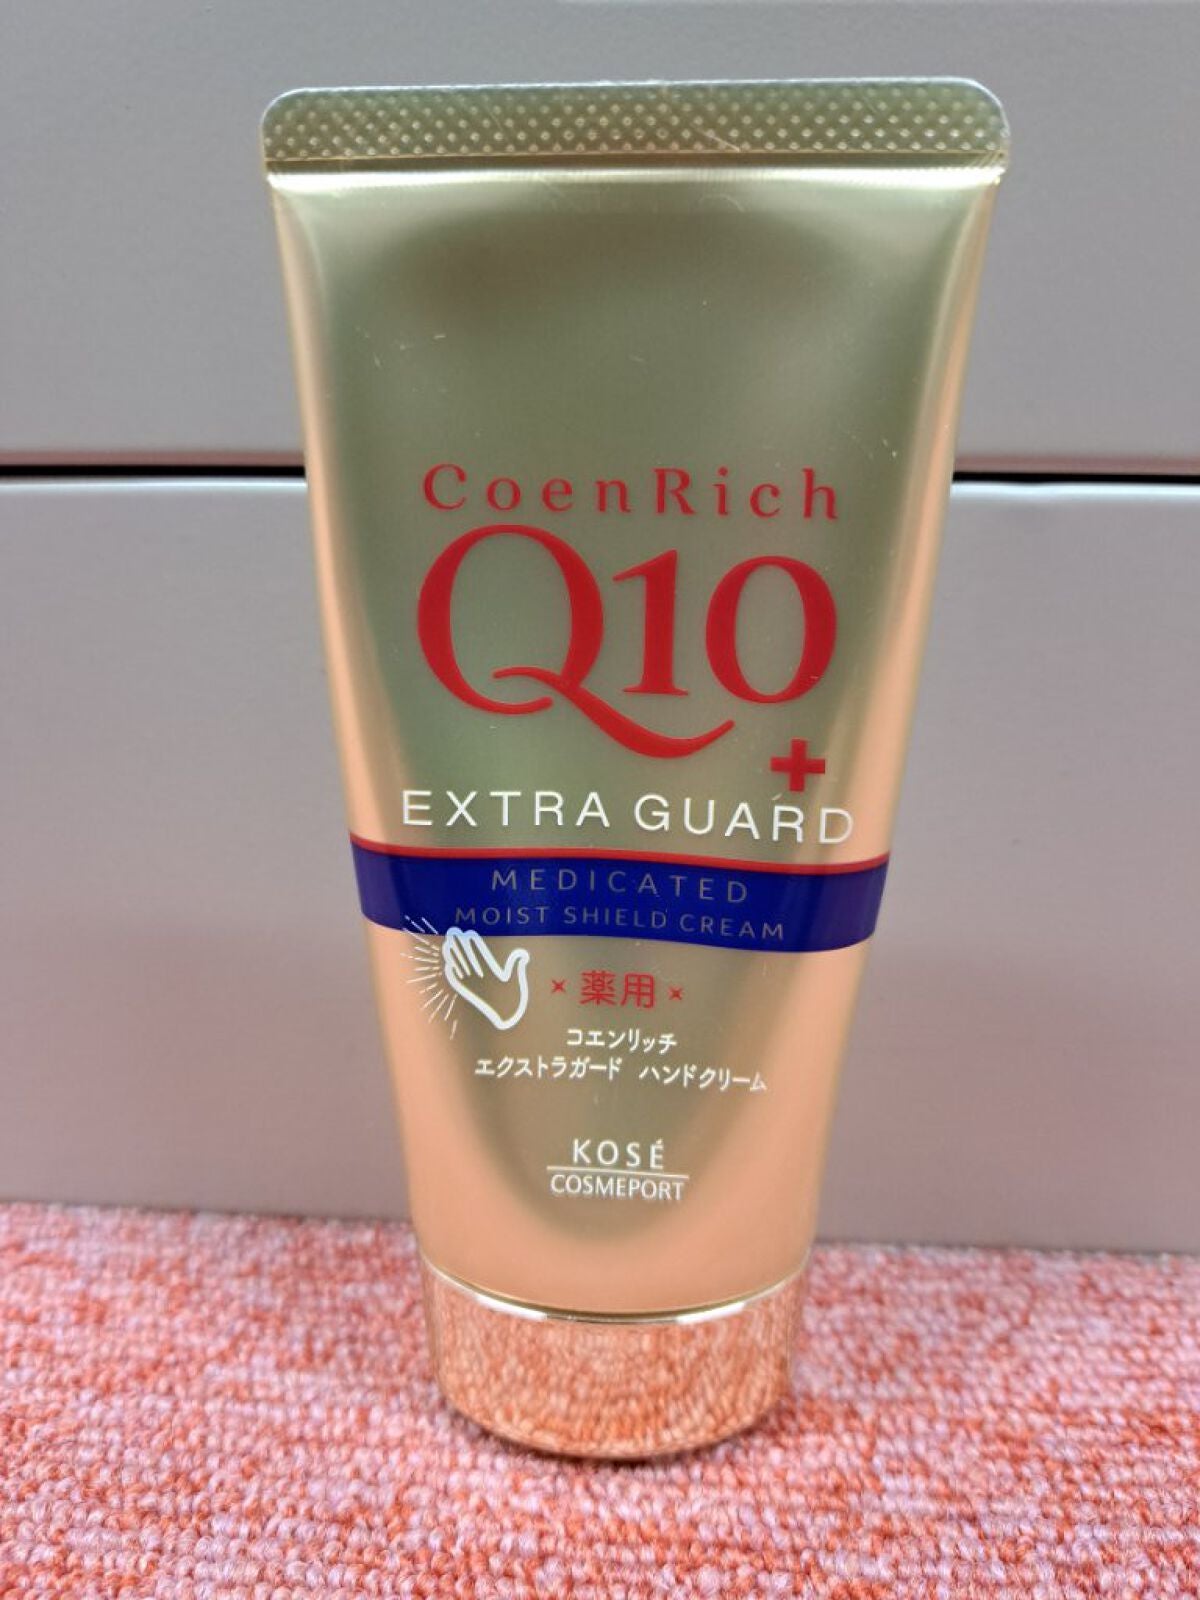 CoenRich
Q10
+
EXTRA GUARD
MEDICATED
MOIST SHIELD CREAM
薬用
コエンリッチ
エクストラガード ハンドクリーム
KOSÉ
COSMEPORT